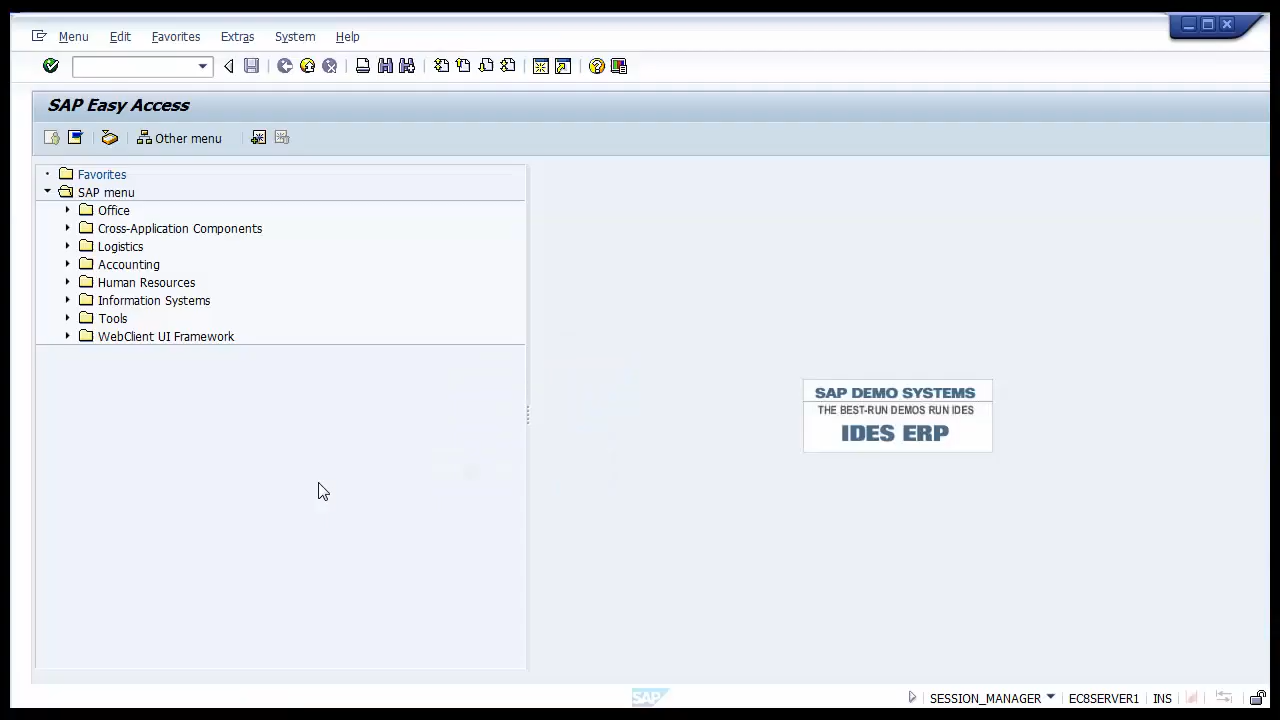 Menu Edit Favorites Extras System Help
SAP Easy Access
Other menu
Favorites
SAP menu
Office
Cross-Application Components
Logistics
Accounting
Human Resources
Information Systems
Tools
WebClient UI Framework
SAP DEMO SYSTEMS
THE BEST-RUN DEMOS RUN IDES
IDES ERP
SAP
SESSION_MANAGER EC8SERVER1 INS